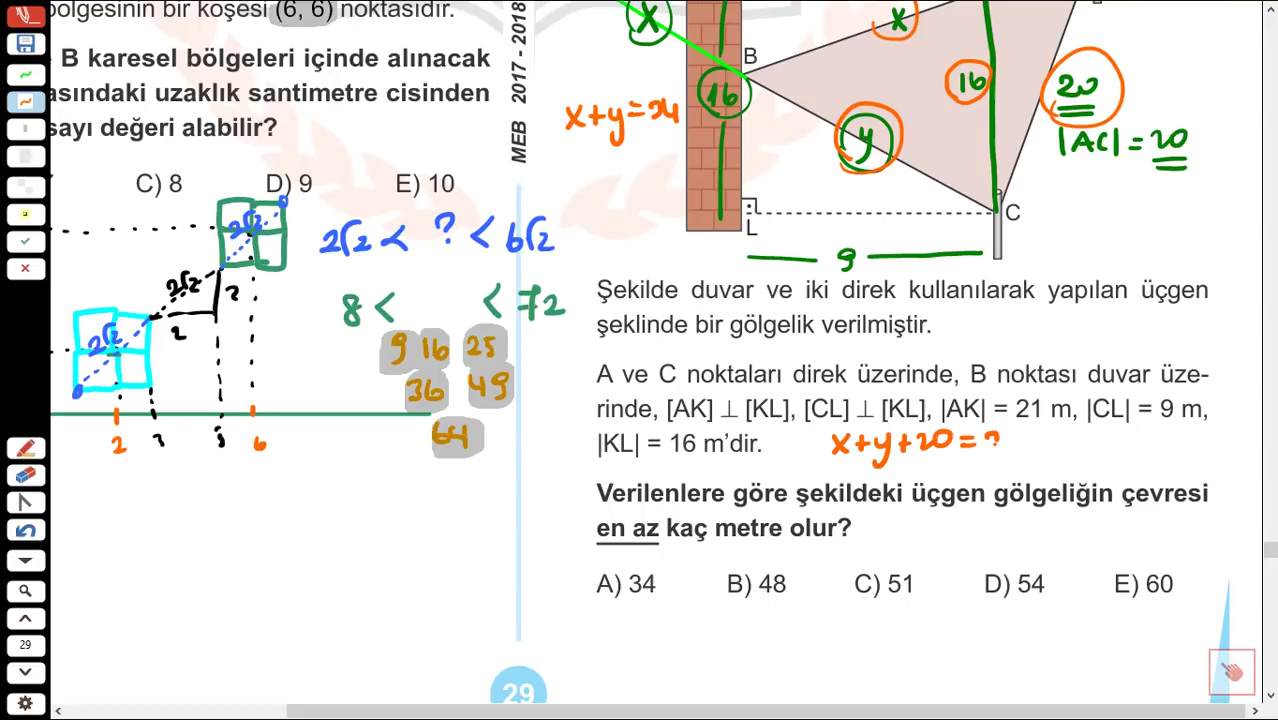 bölgesinin bir köşesi (6, 6) noktasıdır.
B karesel bölgeleri içinde alınacak
asındaki uzaklık santimetre cisinden
sayı değeri alabilir?
C) 8 D) 9 E) 10
2√2
2√2 < ? < 6√2
2√2
2
2
8 < < 72
2√2
9 16 25
36 49
64
2 3 5 6
MEB 2017 - 2018
x
x
B
16
16
20
x+y=34
y
|AC| = 20
L
C
9
Şekilde duvar ve iki direk kullanılarak yapılan üçgen
şeklinde bir gölgelik verilmiştir.
A ve C noktaları direk üzerinde, B noktası duvar üze-
rinde, [AK] ⊥ [KL], [CL] ⊥ [KL], |AK| = 21 m, |CL| = 9 m,
|KL| = 16 m'dir.
x+y+20=?
Verilenlere göre şekildeki üçgen gölgeliğin çevresi
en az kaç metre olur?
A) 34 B) 48 C) 51 D) 54 E) 60
29
29